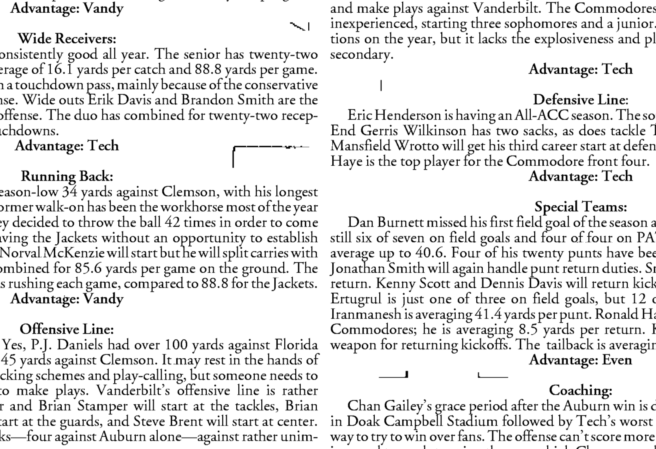 Advantage: Vandy
Wide Receivers:
onsistently good all year. The senior has twenty-two
erage of 16.1 yards per catch and 88.8 yards per game.
n a touchdown pass, mainly because of the conservative
nse. Wide outs Erik Davis and Brandon Smith are the
offense. The duo has combined for twenty-two recep-
uchdowns.
Advantage: Tech
Running Back:
eason-low 34 yards against Clemson, with his longest
ormer walk-on has been the workhorse most of the year
ey decided to throw the ball 42 times in order to come
aving the Jackets without an opportunity to establish
Norval McKenzie will start but he will split carries with
ombined for 85.6 yards per game on the ground. The
s rushing each game, compared to 88.8 for the Jackets.
Advantage: Vandy
Offensive Line:
Yes, P.J. Daniels had over 100 yards against Florida
45 yards against Clemson. It may rest in the hands of
cking schemes and play-calling, but someone needs to
to make plays. Vanderbilt's offensive line is rather
r and Brian Stamper will start at the tackles, Brian
tart at the guards, and Steve Brent will start at center.
ks—four against Auburn alone—against rather unim-
and make plays against Vanderbilt. The Commodores
inexperienced, starting three sophomores and a junior.
tions on the year, but it lacks the explosiveness and pl
secondary.
Advantage: Tech
Defensive Line:
Eric Henderson is having an All-ACC season. The so
End Gerris Wilkinson has two sacks, as does tackle T
Mansfield Wrotto will get his third career start at defen
Haye is the top player for the Commodore front four.
Advantage: Tech
Special Teams:
Dan Burnett missed his first field goal of the season a
still six of seven on field goals and four of four on PA
average up to 40.6. Four of his twenty punts have bee
Jonathan Smith will again handle punt return duties. Sm
return. Kenny Scott and Dennis Davis will return kick
Ertugrul is just one of three on field goals, but 12 o
Iranmanesh is averaging 41.4 yards per punt. Ronald Ha
Commodores; he is averaging 8.5 yards per return. K
weapon for returning kickoffs. The tailback is averagin
Advantage: Even
Coaching:
Chan Gailey's grace period after the Auburn win is d
in Doak Campbell Stadium followed by Tech's worst
way to try to win over fans. The offense can't score more